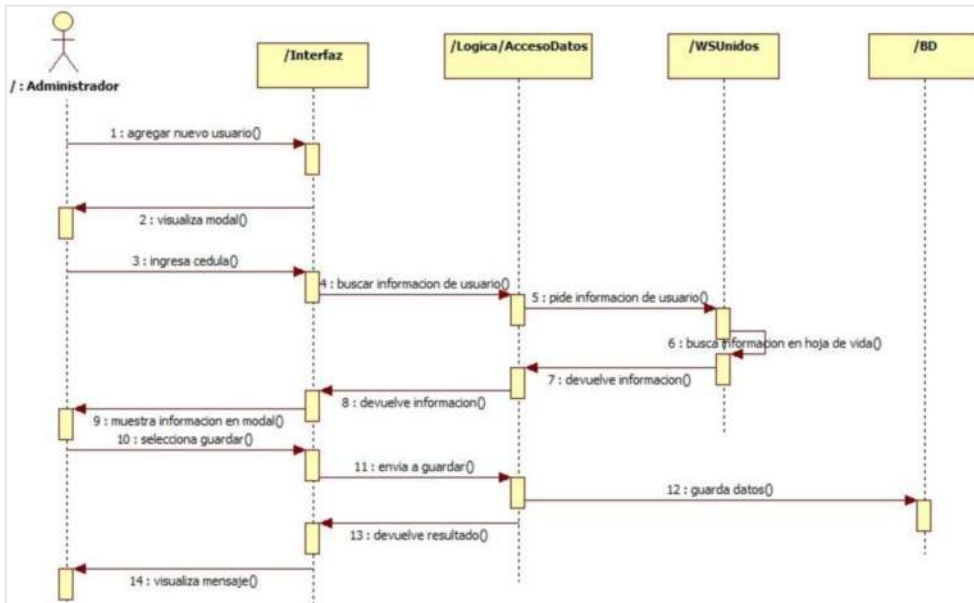 / : Administrador
/Interfaz
/Logica/AccesoDatos
/WSUnidos
/BD
1 : agregar nuevo usuario()
2 : visualiza modal()
3 : ingresa cedula()
4 : buscar informacion de usuario()
5 : pide informacion de usuario()
6 : busca informacion en hoja de vida()
7 : devuelve informacion()
8 : devuelve informacion()
9 : muestra informacion en modal()
10 : selecciona guardar()
11 : envia a guardar()
12 : guarda datos()
13 : devuelve resultado()
14 : visualiza mensaje()